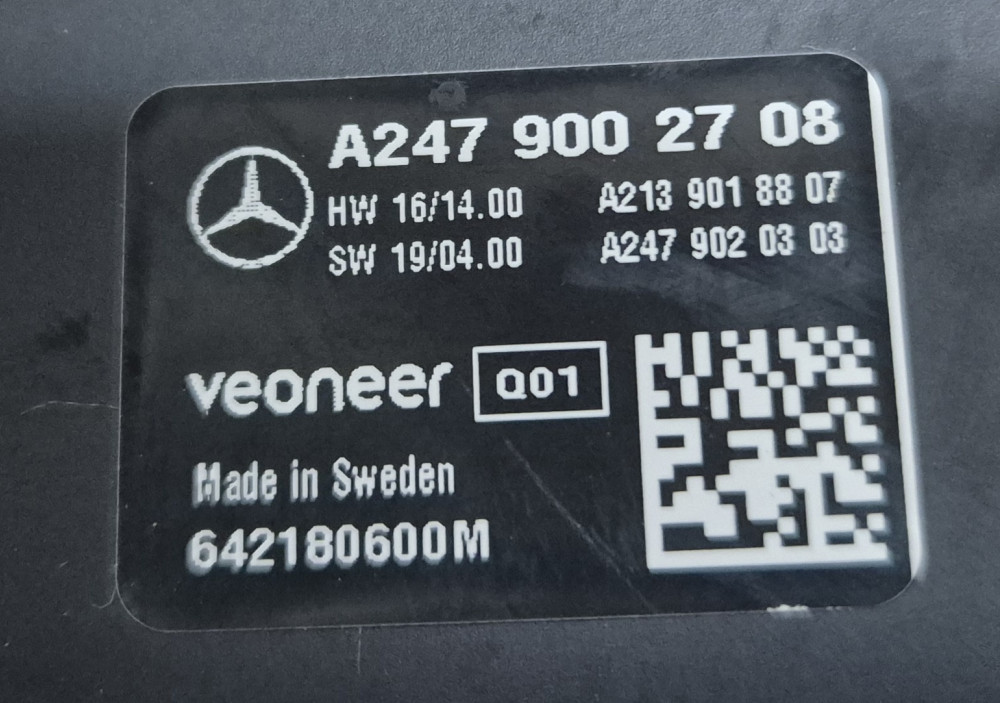 A247 900 27 08
HW 16/14.00 A213 901 88 07
SW 19/04.00 A247 902 03 03
veoneer Q01
Made in Sweden
642180600M